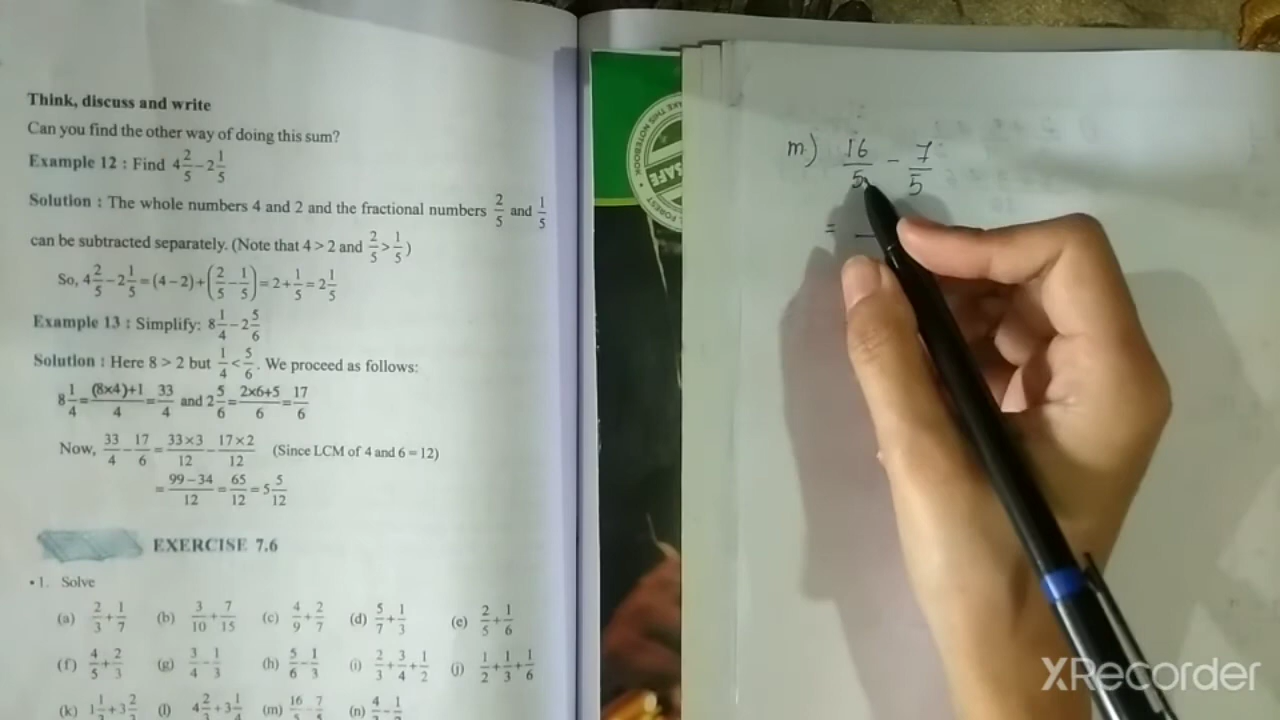 Think, discuss and write
Can you find the other way of doing this sum?
Example 12 : Find 4 2/5 − 2 1/5
Solution : The whole numbers 4 and 2 and the fractional numbers 2/5 and 1/5
can be subtracted separately. (Note that 4 > 2 and 2/5 > 1/5)
So, 4 2/5 − 2 1/5 = (4 − 2) + (2/5 − 1/5) = 2 + 1/5 = 2 1/5
Example 13 : Simplify: 8 1/4 − 2 5/6
Solution : Here 8 > 2 but 1/4 < 5/6. We proceed as follows:
8 1/4 = (8×4)+1/4 = 33/4 and 2 5/6 = 2x6+5/6 = 17/6
Now, 33/4 − 17/6 = 33×3/12 − 17×2/12 (Since LCM of 4 and 6 = 12)
= 99 − 34/12 = 65/12 = 5 5/12
EXERCISE 7.6
1. Solve
(a) 2/3 + 1/7 (b) 3/10 + 7/15 (c) 4/9 + 2/7 (d) 5/7 + 1/3 (e) 2/5 + 1/6
(f) 4/5 + 2/3 (g) 3/4 − 1/3 (h) 5/6 − 1/3 (i) 2/3 + 3/4 + 1/2 (j) 1/2 + 1/3 + 1/6
(k) (l) (m) (n)
m) 16/5 − 7/5
=
TAKE THIS NOTEBOOK
SAFE
FOREST
XRecorder